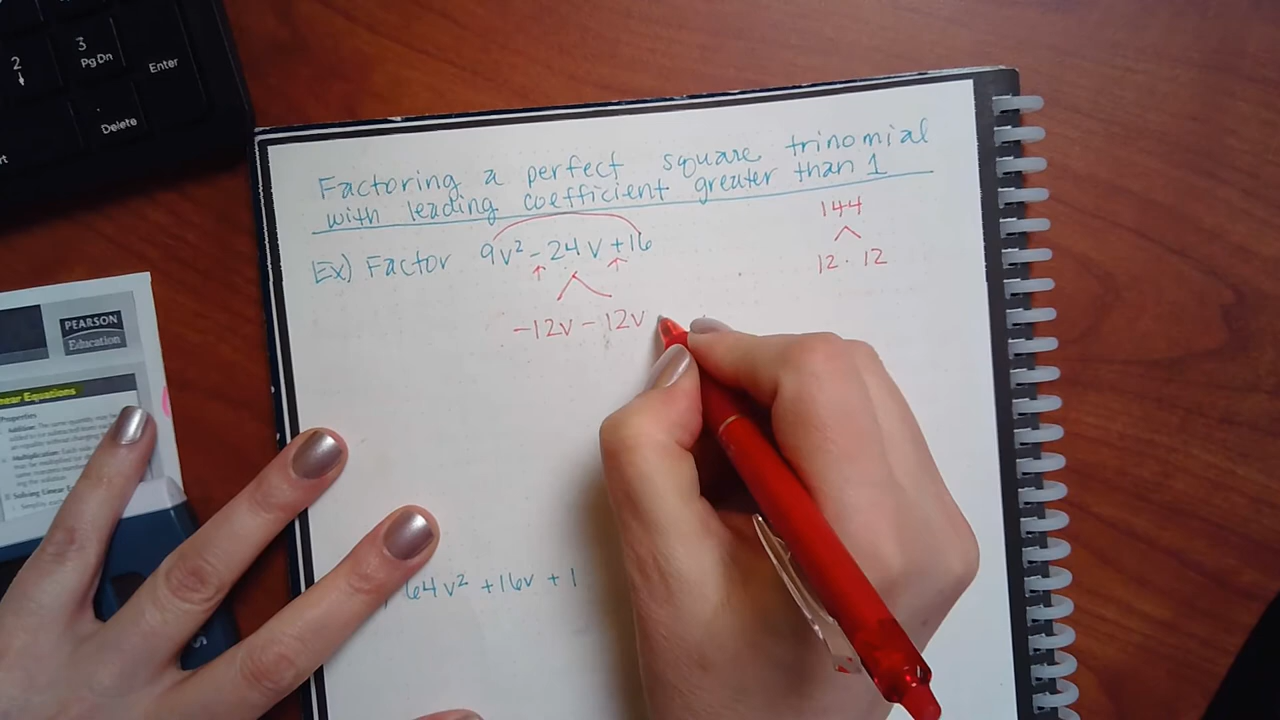 2
3
PgDn
Enter
Delete
PEARSON
Education
Linear Equations
Factoring a perfect square trinomial
with leading coefficient greater than 1
Ex) Factor 9v² - 24v + 16
-12v - 12v
144
12 · 12
64v² + 16v + 1